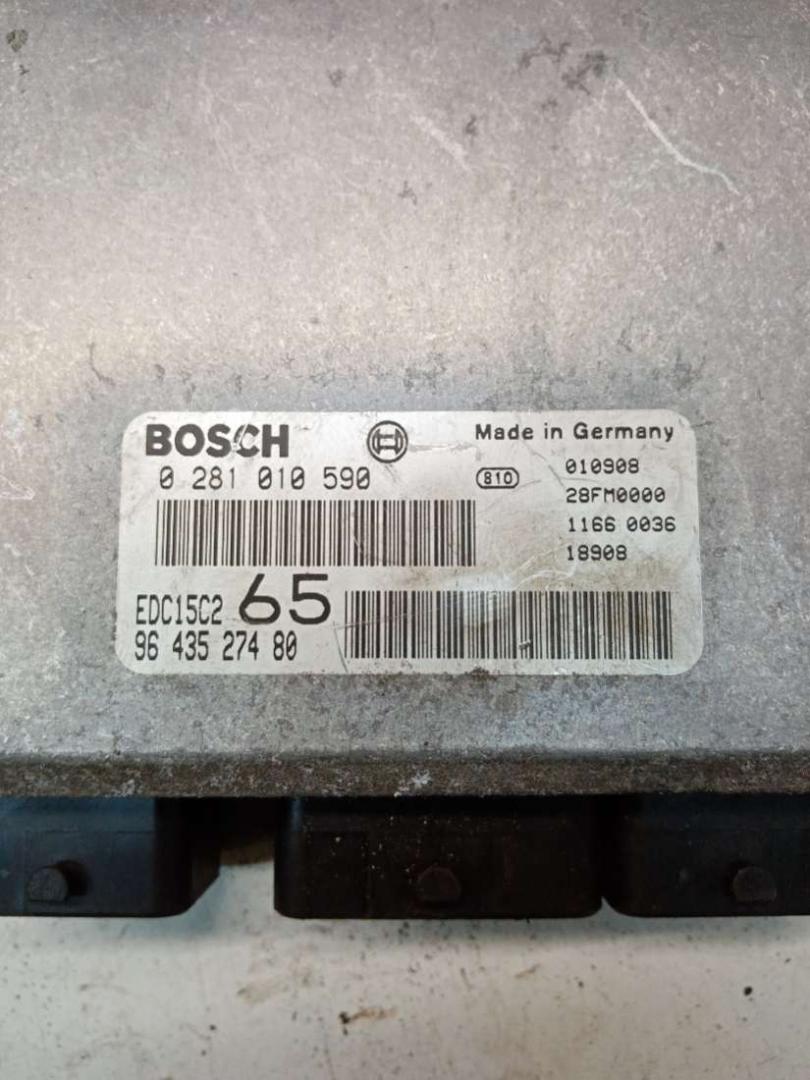 BOSCH
Made in Germany
0 281 010 590
810
010908
28FM0000
1166 0036
18908
EDC15C2 65
96 435 274 80